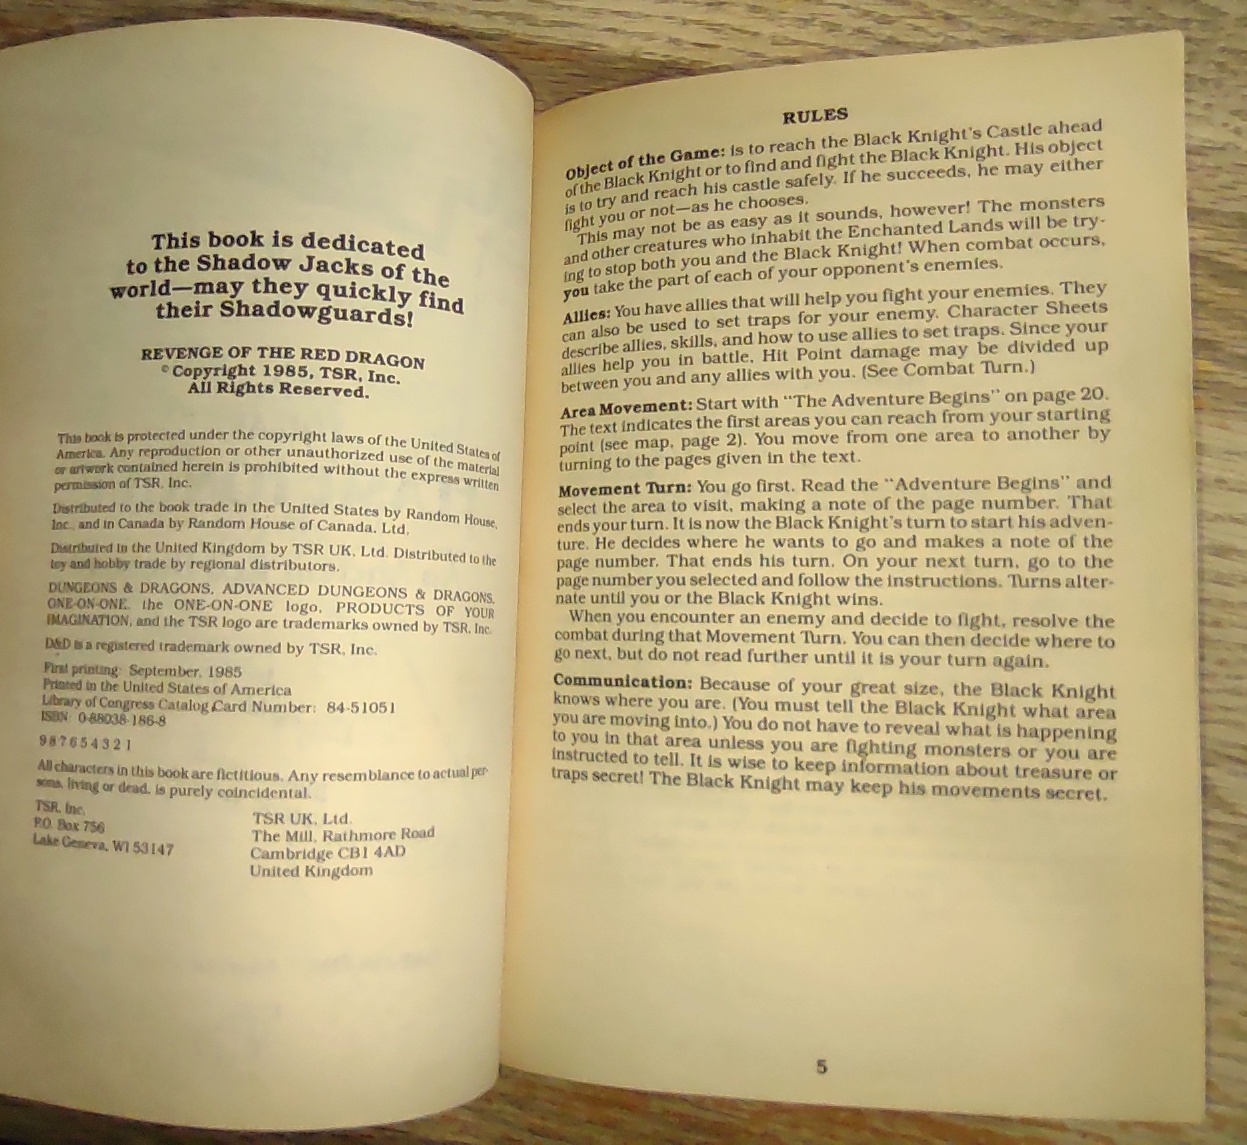 This book is dedicated
to the Shadow Jacks of the
world—may they quickly find
their Shadowguards!
REVENGE OF THE RED DRAGON
©Copyright 1985, TSR, Inc.
All Rights Reserved.
This book is protected under the copyright laws of the United States of
America. Any reproduction or other unauthorized use of the material
or artwork contained herein is prohibited without the express written
permission of TSR, Inc.
Distributed to the book trade in the United States by Random House,
Inc., and in Canada by Random House of Canada, Ltd.
Distributed in the United Kingdom by TSR UK, Ltd. Distributed to the
toy and hobby trade by regional distributors.
DUNGEONS & DRAGONS, ADVANCED DUNGEONS & DRAGONS,
ONE-ON-ONE, the ONE-ON-ONE logo, PRODUCTS OF YOUR
IMAGINATION, and the TSR logo are trademarks owned by TSR, Inc.
D&D is a registered trademark owned by TSR, Inc.
First printing: September, 1985
Printed in the United States of America
Library of Congress Catalog Card Number: 84-51051
ISBN: 0-88038-186-8
9 8 7 6 5 4 3 2 1
All characters in this book are fictitious. Any resemblance to actual per-
sons, living or dead, is purely coincidental.
TSR, Inc.
P.O. Box 756
Lake Geneva, WI 53147
TSR UK, Ltd.
The Mill, Rathmore Road
Cambridge CB1 4AD
United Kingdom
RULES
Object of the Game: is to reach the Black Knight's Castle ahead
of the Black Knight or to find and fight the Black Knight. His object
is to try and reach his castle safely. If he succeeds, he may either
fight you or not—as he chooses.
This may not be as easy as it sounds, however! The monsters
and other creatures who inhabit the Enchanted Lands will be try-
ing to stop both you and the Black Knight! When combat occurs,
you take the part of each of your opponent's enemies.
Allies: You have allies that will help you fight your enemies. They
can also be used to set traps for your enemy. Character Sheets
describe allies, skills, and how to use allies to set traps. Since your
allies help you in battle, Hit Point damage may be divided up
between you and any allies with you. (See Combat Turn.)
Area Movement: Start with "The Adventure Begins" on page 20.
The text indicates the first areas you can reach from your starting
point (see map, page 2). You move from one area to another by
turning to the pages given in the text.
Movement Turn: You go first. Read the "Adventure Begins" and
select the area to visit, making a note of the page number. That
ends your turn. It is now the Black Knight's turn to start his adven-
ture. He decides where he wants to go and makes a note of the
page number. That ends his turn. On your next turn, go to the
page number you selected and follow the instructions. Turns alter-
nate until you or the Black Knight wins.
When you encounter an enemy and decide to fight, resolve the
combat during that Movement Turn. You can then decide where to
go next, but do not read further until it is your turn again.
Communication: Because of your great size, the Black Knight
knows where you are. (You must tell the Black Knight what area
you are moving into.) You do not have to reveal what is happening
to you in that area unless you are fighting monsters or you are
instructed to tell. It is wise to keep information about treasure or
traps secret! The Black Knight may keep his movements secret.
5